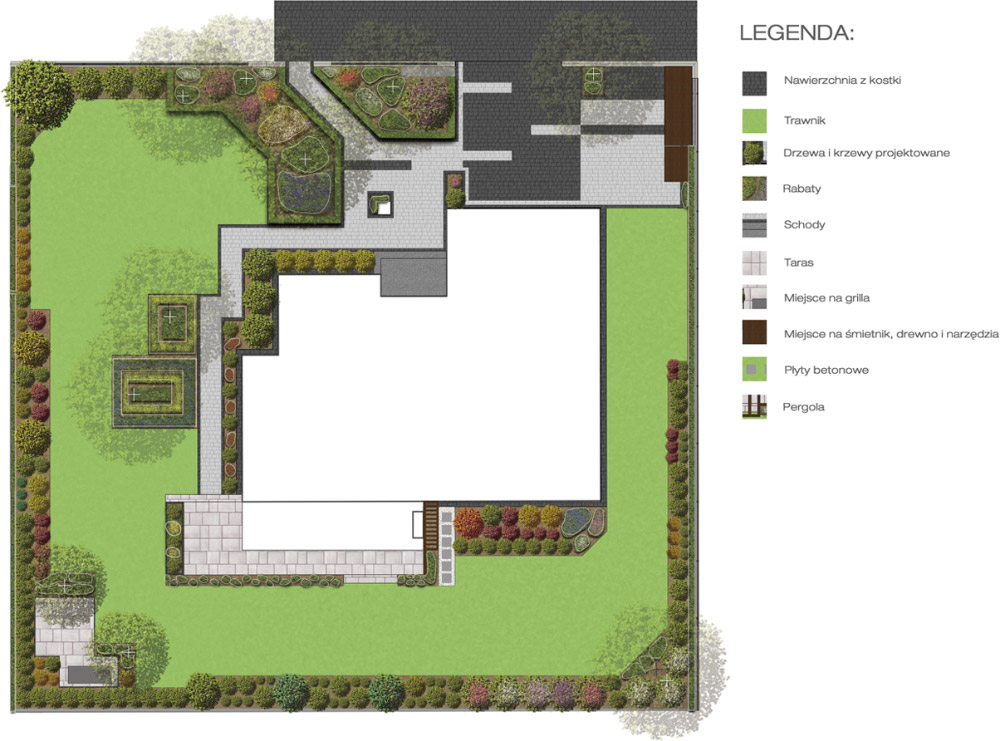 LEGENDA:
Nawierzchnia z kostki
Trawnik
Drzewa i krzewy projektowane
Rabaty
Schody
Taras
Miejsce na grilla
Miejsce na śmietnik, drewno i narzędzia
Płyty betonowe
Pergola